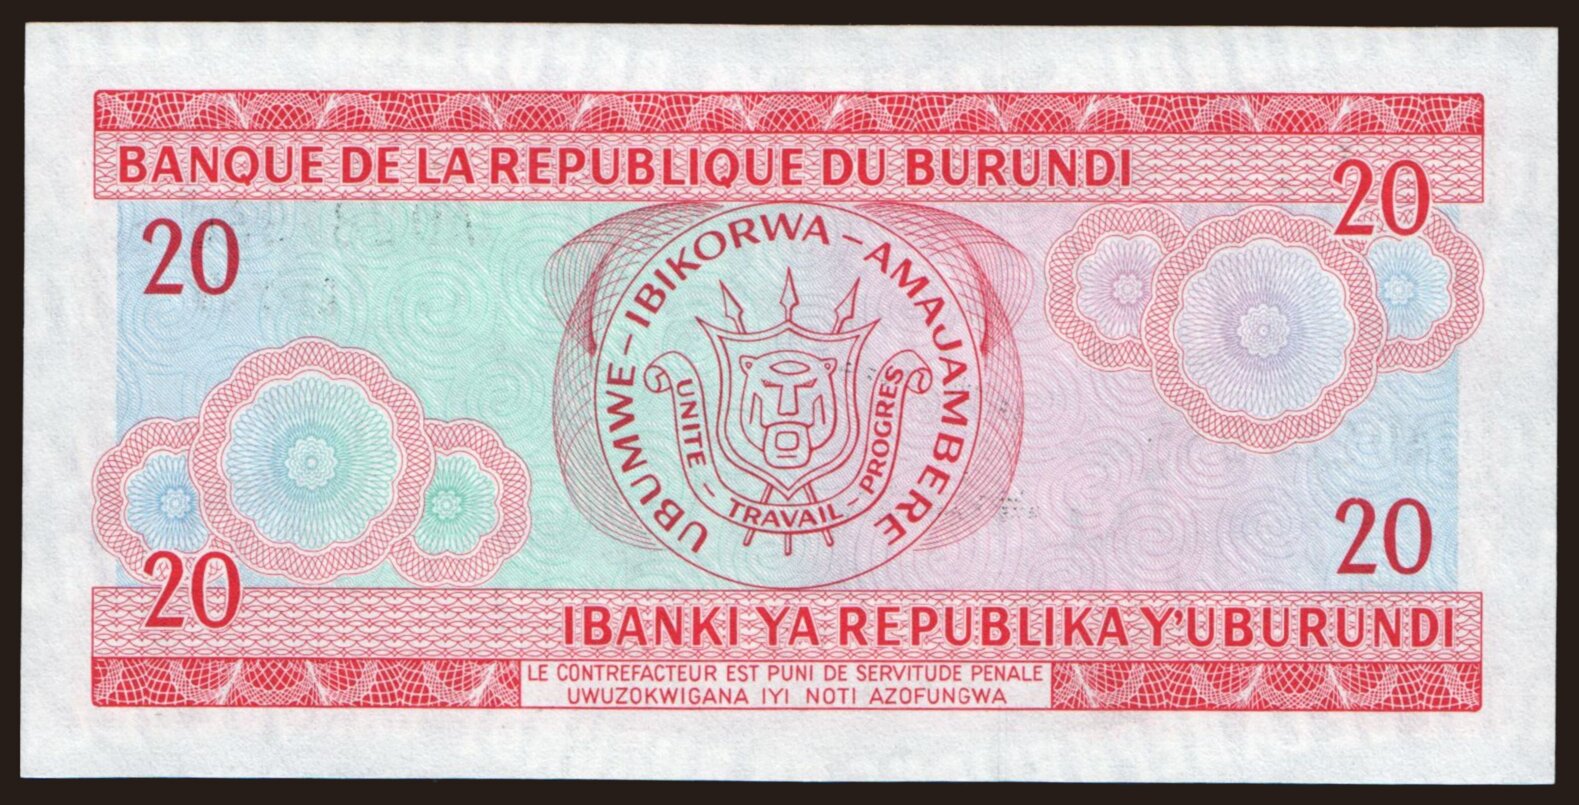 BANQUE DE LA REPUBLIQUE DU BURUNDI
20
20
UBUMWE – IBIKORWA – AMAJAMBERE
UNITE - TRAVAIL - PROGRES
20
20
IBANKI YA REPUBLIKA Y'UBURUNDI
LE CONTREFACTEUR EST PUNI DE SERVITUDE PENALE
UWUZOKWIGANA IYI NOTI AZOFUNGWA